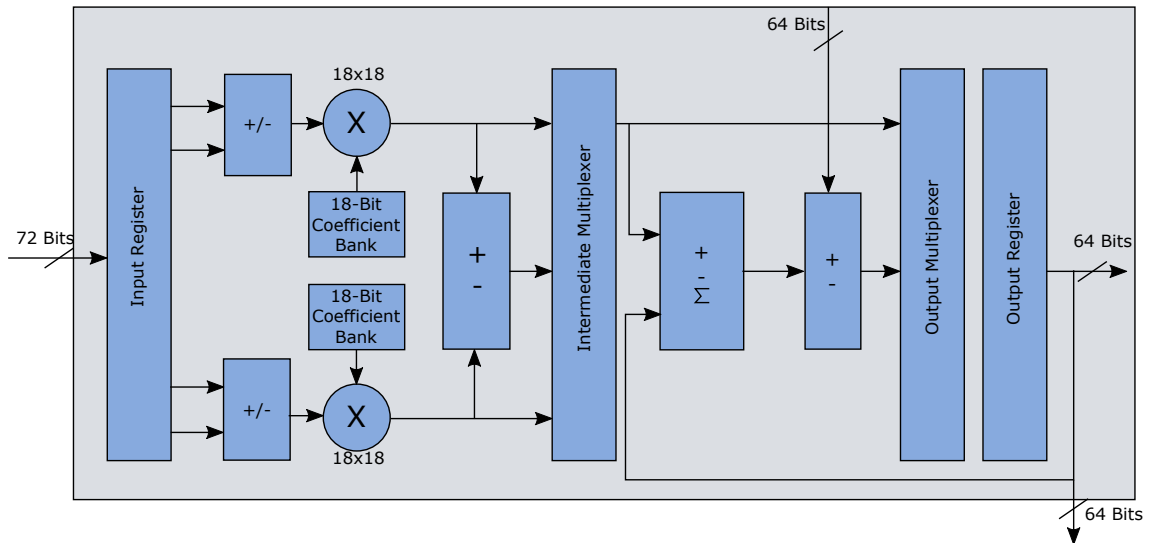 64 Bits
18x18
+/-
X
18-Bit
Coefficient
Bank
72 Bits
Input Register
+
-
Intermediate Multiplexer
+
-
Σ
+
-
Output Multiplexer
Output Register
64 Bits
18-Bit
Coefficient
Bank
+/-
X
18x18
64 Bits